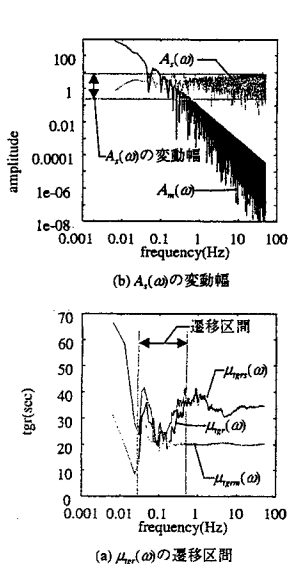 100
1
0.01
0.0001
1e-06
1e-08
amplitude
Aₛ(ω)
Aₛ(ω)の変動幅
Aₘ(ω)
0.001 0.01 0.1 1 10 100
frequency(Hz)
(b) Aₛ(ω)の変動幅
70
60
50
40
30
20
10
0
tgr(sec)
遷移区間
μtgrs(ω)
μtgr(ω)
μtgrm(ω)
0.001 0.01 0.1 1 10 100
frequency(Hz)
(a) μtgr(ω)の遷移区間